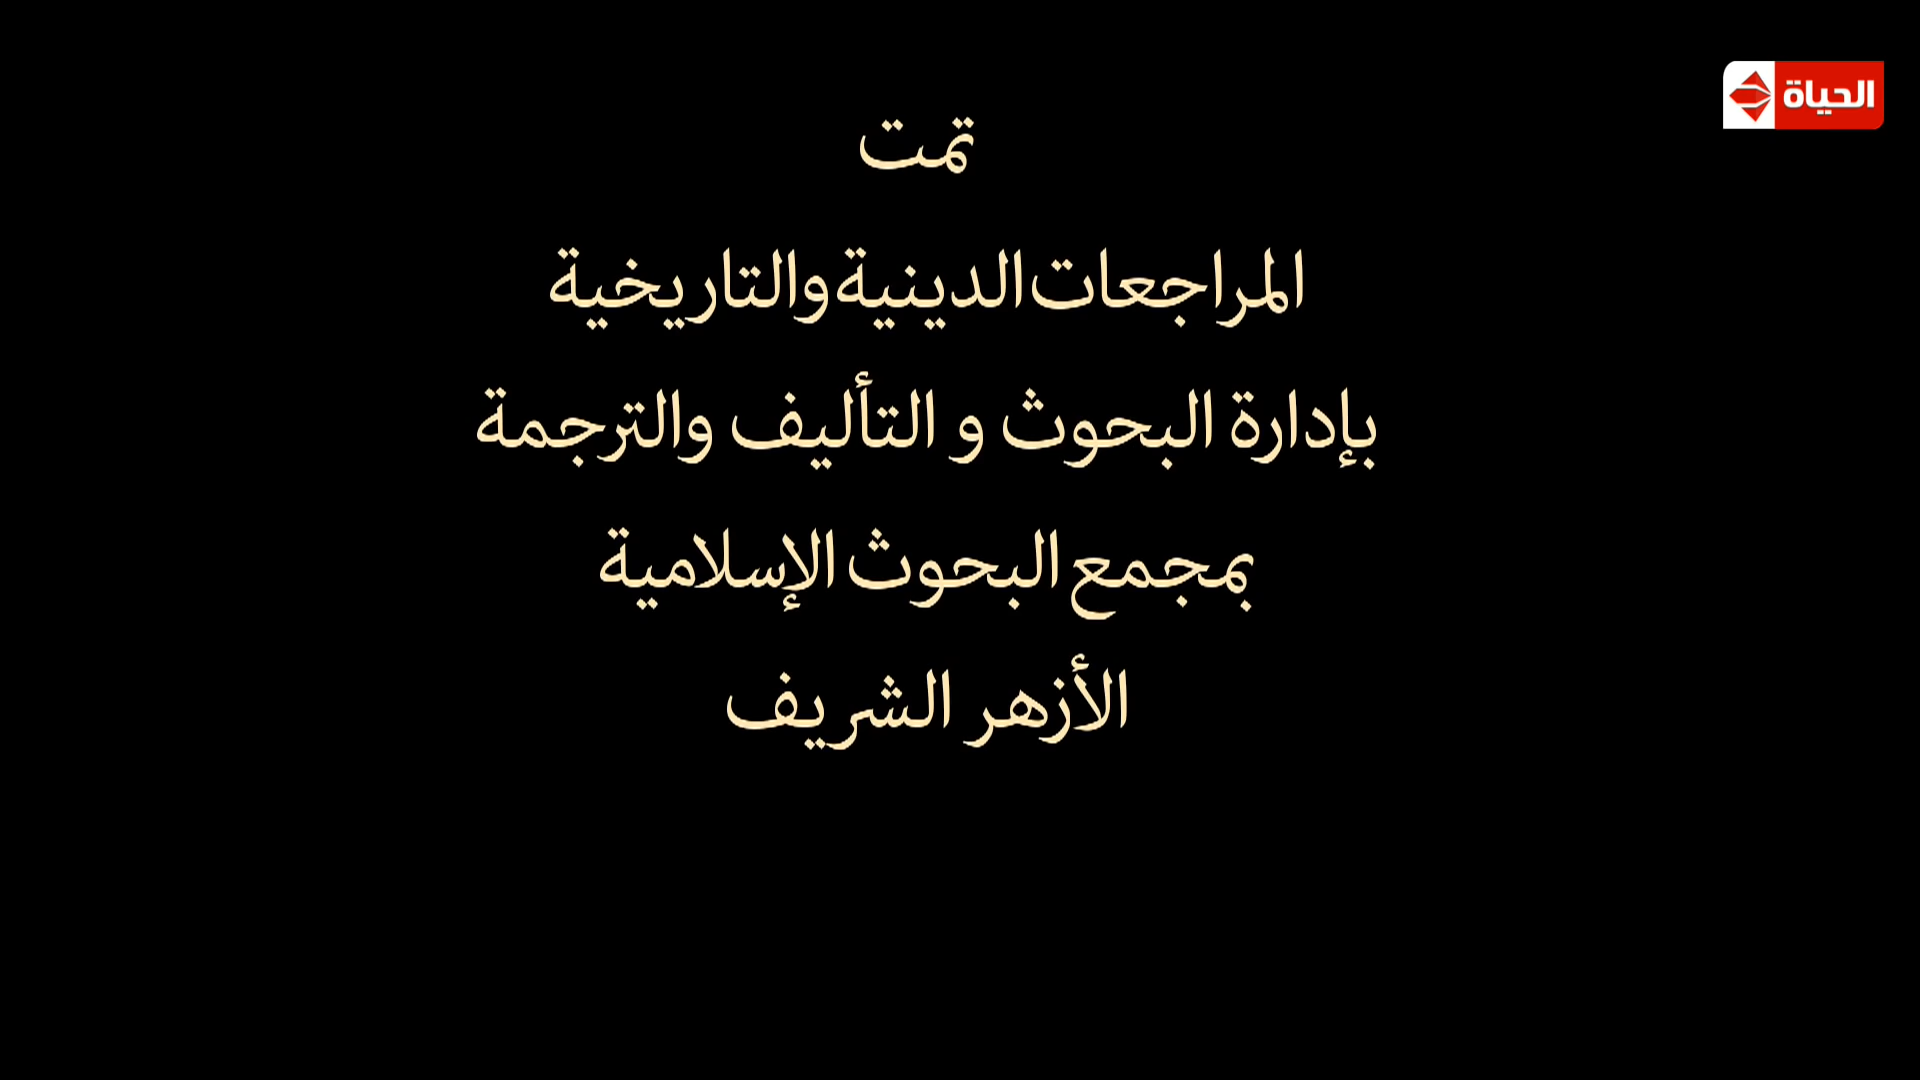 الحياة
تمت
المراجعات الدينية والتاريخية
بإدارة البحوث و التأليف والترجمة
بمجمع البحوث الإسلامية
الأزهر الشريف